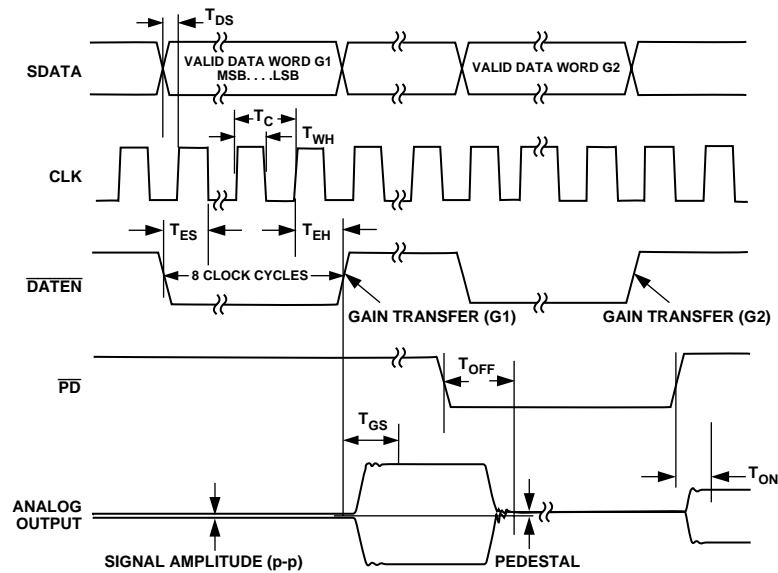 TDS
SDATA
VALID DATA WORD G1
MSB. . . .LSB
VALID DATA WORD G2
TC
TWH
CLK
TES
TEH
DATEN
8 CLOCK CYCLES
GAIN TRANSFER (G1)
GAIN TRANSFER (G2)
PD
TOFF
TGS
TON
ANALOG
OUTPUT
SIGNAL AMPLITUDE (p-p)
PEDESTAL